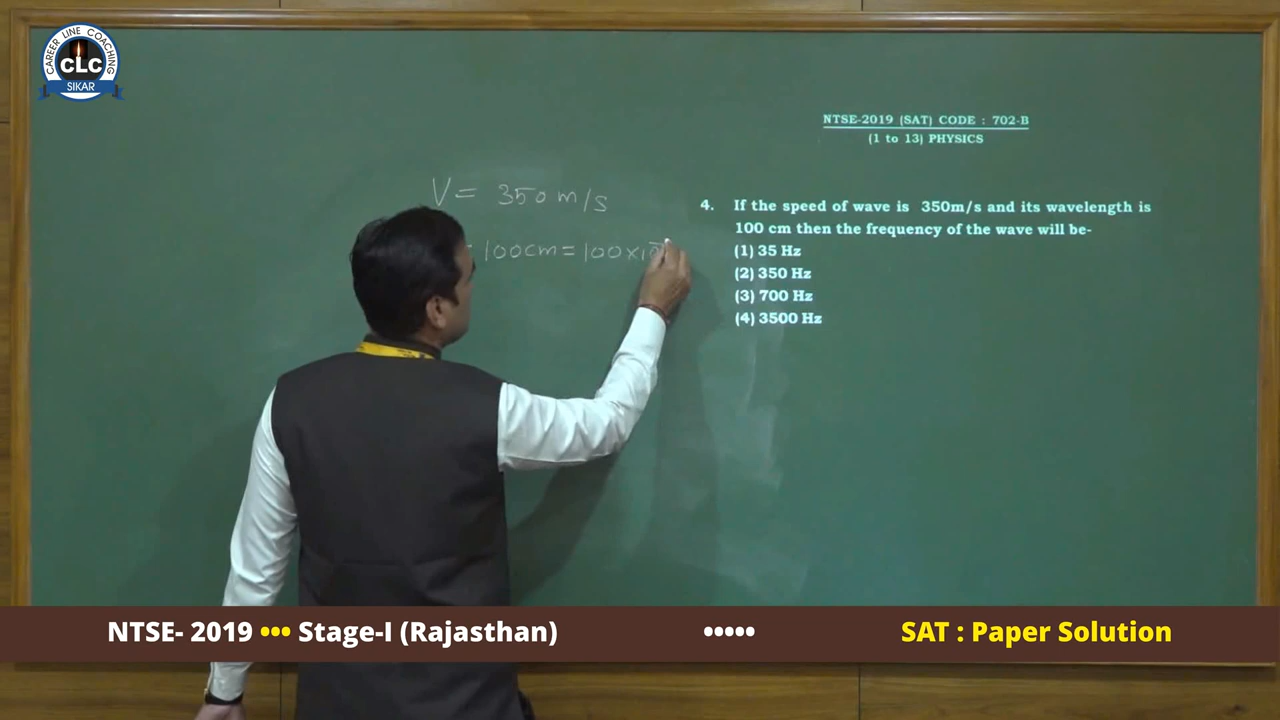 CAREER LINE COACHING
CLC
SIKAR
NTSE-2019 (SAT) CODE : 702-B
(1 to 13) PHYSICS
V = 350 m/s
= 100cm = 100×10
4. If the speed of wave is 350m/s and its wavelength is
100 cm then the frequency of the wave will be-
(1) 35 Hz
(2) 350 Hz
(3) 700 Hz
(4) 3500 Hz
NTSE- 2019 ••• Stage-I (Rajasthan) ••••• SAT : Paper Solution